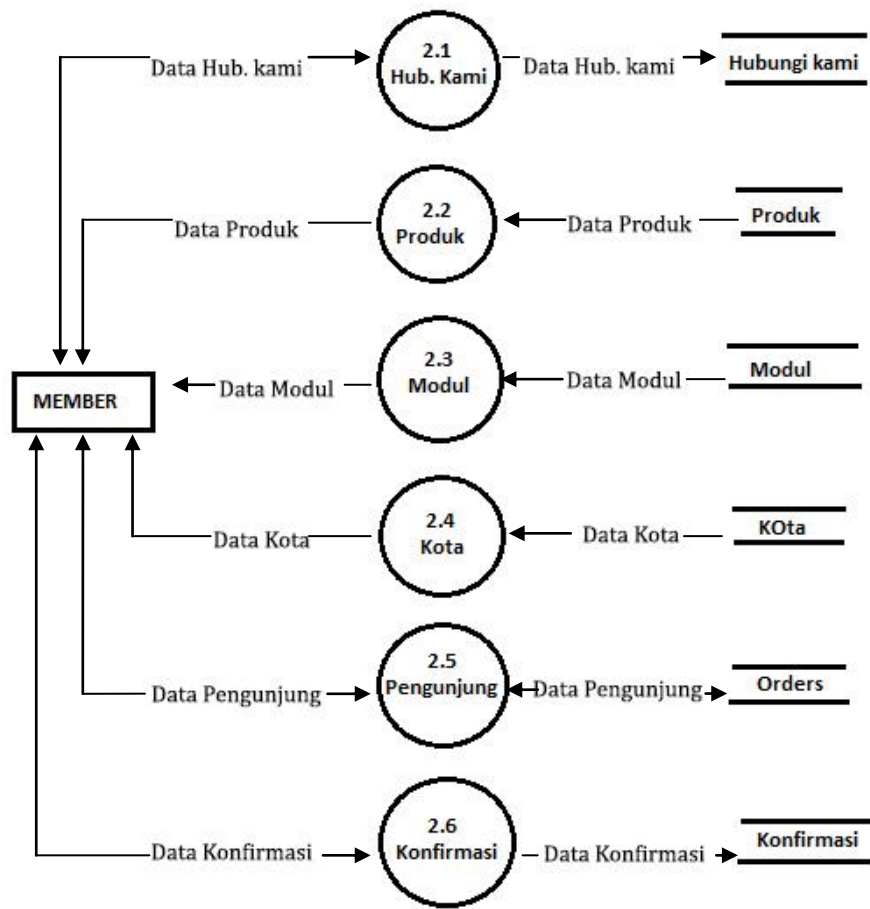 2.1
Hub. Kami
Data Hub. kami
Data Hub. kami
Hubungi kami
2.2
Produk
Data Produk
Data Produk
Produk
2.3
Modul
Data Modul
Data Modul
Modul
MEMBER
2.4
Kota
Data Kota
Data Kota
KOta
2.5
Pengunjung
Data Pengunjung
Data Pengunjung
Orders
2.6
Konfirmasi
Data Konfirmasi
Data Konfirmasi
Konfirmasi